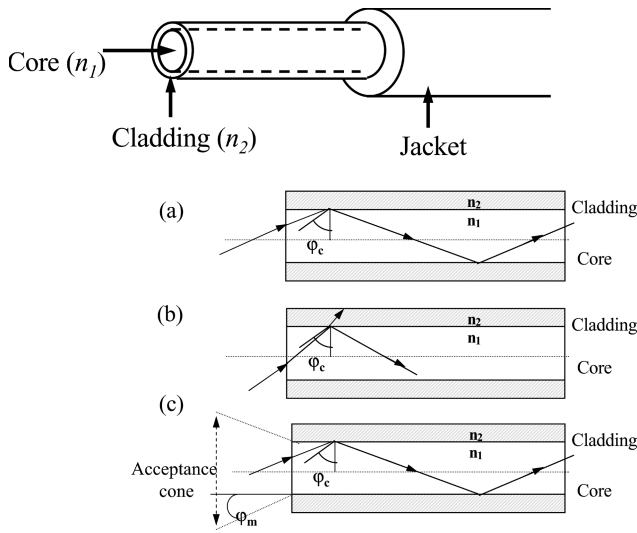 Core (n1)
Cladding (n2)
Jacket
(a)
n2
n1
Cladding
φc
Core
(b)
n2
n1
Cladding
φc
Core
(c)
n2
n1
Cladding
Acceptance
cone
φc
Core
φm